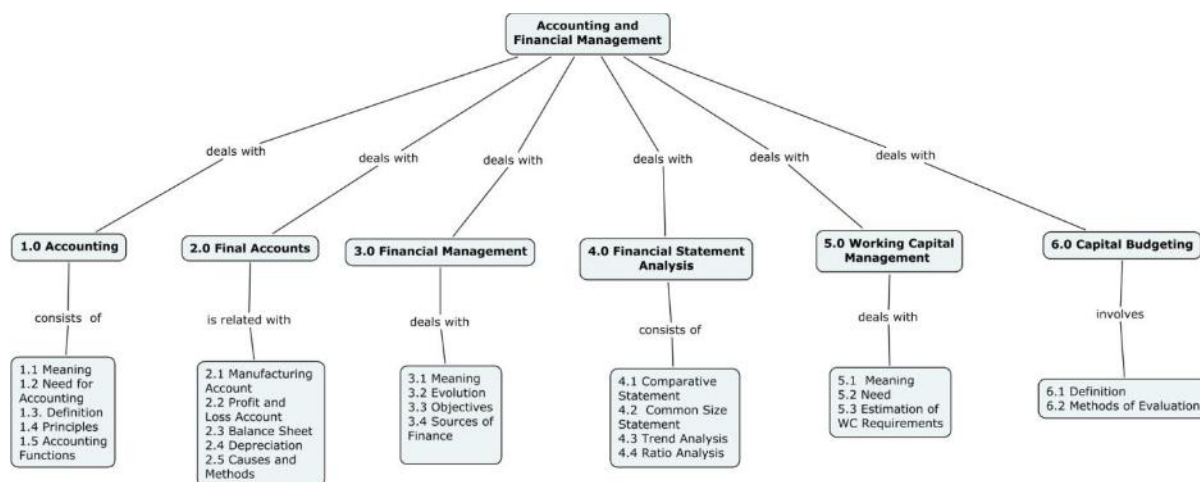 Accounting and
Financial Management
deals with
deals with
deals with
deals with
deals with
deals with
1.0 Accounting
2.0 Final Accounts
3.0 Financial Management
4.0 Financial Statement
Analysis
5.0 Working Capital
Management
6.0 Capital Budgeting
consists of
is related with
deals with
consists of
deals with
involves
1.1 Meaning
1.2 Need for
Accounting
1.3. Definition
1.4 Principles
1.5 Accounting
Functions
2.1 Manufacturing
Account
2.2 Profit and
Loss Account
2.3 Balance Sheet
2.4 Depreciation
2.5 Causes and
Methods
3.1 Meaning
3.2 Evolution
3.3 Objectives
3.4 Sources of
Finance
4.1 Comparative
Statement
4.2 Common Size
Statement
4.3 Trend Analysis
4.4 Ratio Analysis
5.1 Meaning
5.2 Need
5.3 Estimation of
WC Requirements
6.1 Definition
6.2 Methods of Evaluation